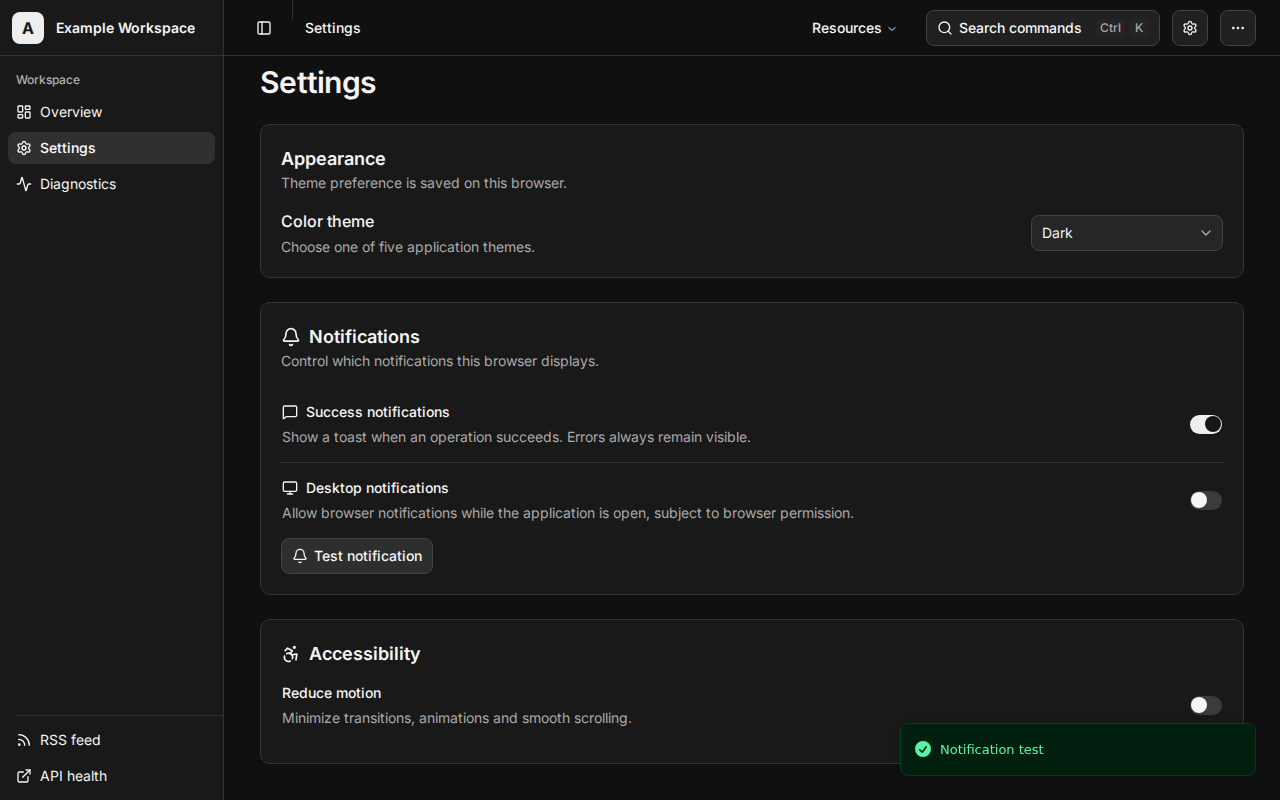 A
Example Workspace
Settings
Resources
Search commands
Ctrl K
Workspace
Overview
Settings
Diagnostics
RSS feed
API health
Settings
Appearance
Theme preference is saved on this browser.
Color theme
Choose one of five application themes.
Dark
Notifications
Control which notifications this browser displays.
Success notifications
Show a toast when an operation succeeds. Errors always remain visible.
Desktop notifications
Allow browser notifications while the application is open, subject to browser permission.
Test notification
Accessibility
Reduce motion
Minimize transitions, animations and smooth scrolling.
Notification test